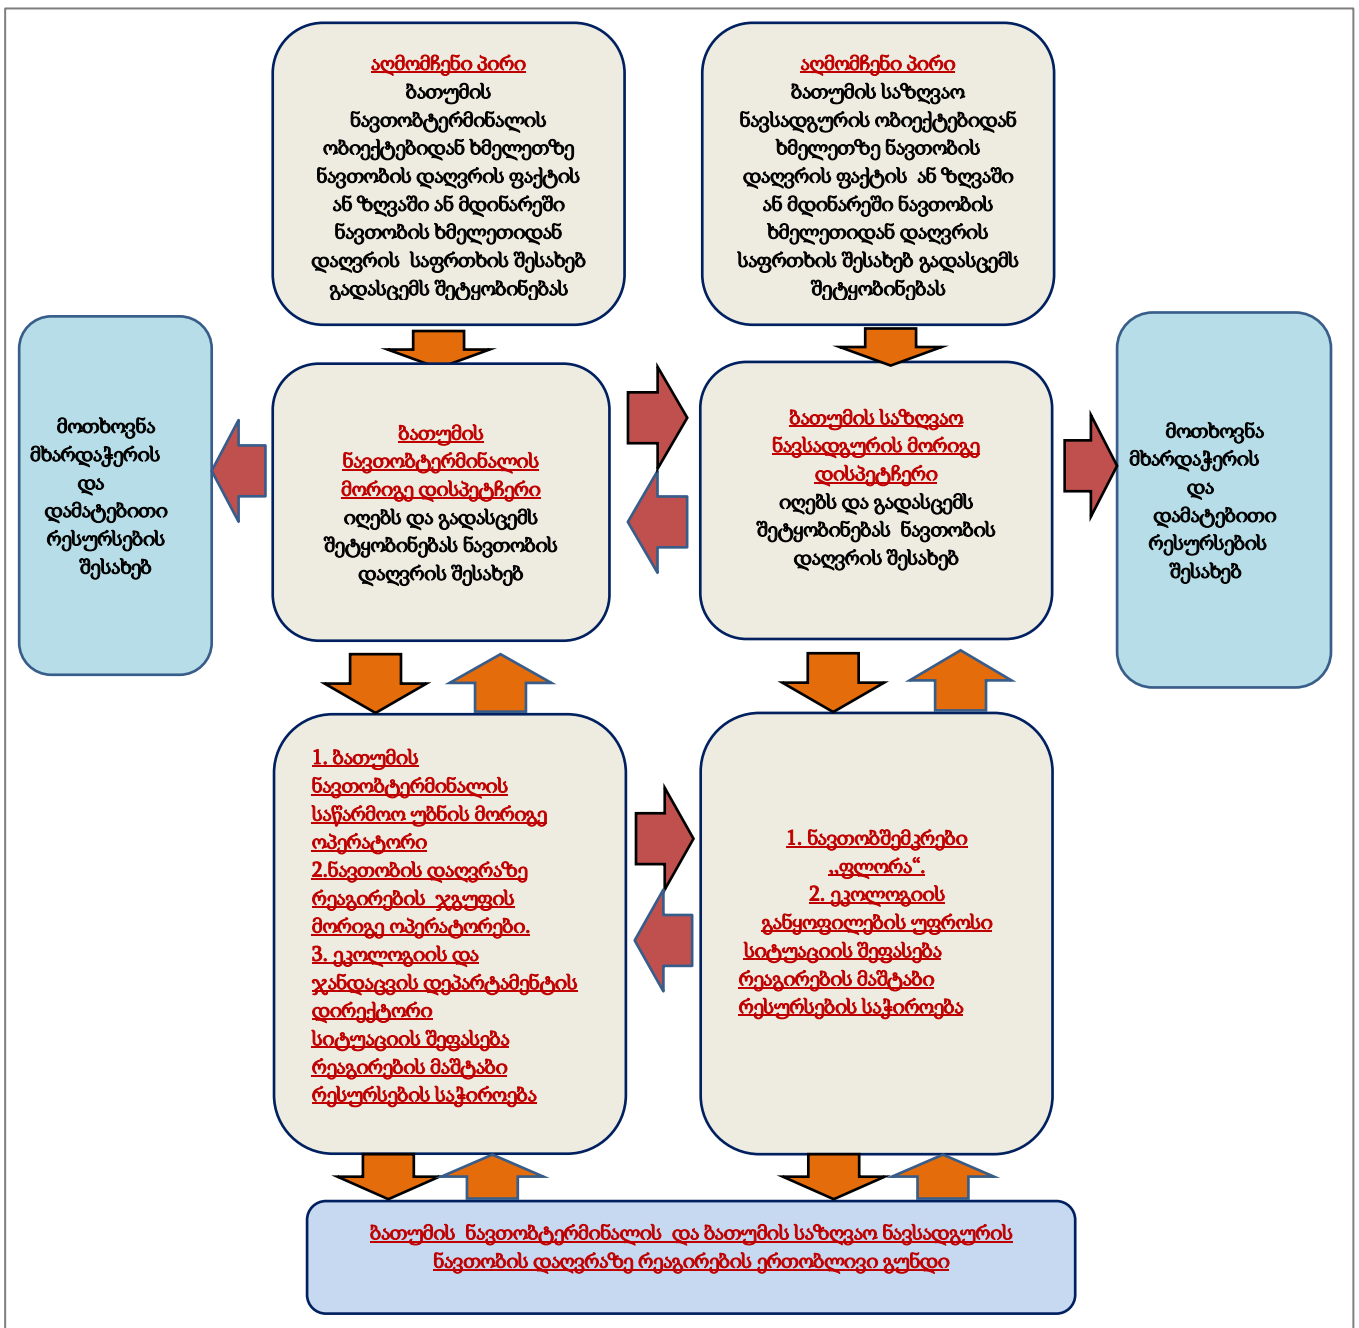 აღმომჩენი პირი
ბათუმის
ნავთობტერმინალის
ობიექტებიდან ხმელეთზე
ნავთობის დაღვრის ფაქტის
ან ზღვაში ან მდინარეში
ნავთობის ხმელეთიდან
დაღვრის საფრთხის შესახებ
გადასცემს შეტყობინებას
აღმომჩენი პირი
ბათუმის საზღვაო
ნავსადგურის ობიექტებიდან
ხმელეთზე ნავთობის
დაღვრის ფაქტის ან ზღვაში
ან მდინარეში ნავთობის
ხმელეთიდან დაღვრის
საფრთხის შესახებ გადასცემს
შეტყობინებას
მოთხოვნა
მხარდაჭერის
და
დამატებითი
რესურსების
შესახებ
ბათუმის
ნავთობტერმინალის
მორიგე დისპეტჩერი
იღებს და გადასცემს
შეტყობინებას ნავთობის
დაღვრის შესახებ
ბათუმის საზღვაო
ნავსადგურის მორიგე
დისპეტჩერი
იღებს და გადასცემს
შეტყობინებას ნავთობის
დაღვრის შესახებ
მოთხოვნა
მხარდაჭერის
და
დამატებითი
რესურსების
შესახებ
1. ბათუმის
ნავთობტერმინალის
საწარმოო უბნის მორიგე
ოპერატორი
2.ნავთობის დაღვრაზე
რეაგირების ჯგუფის
მორიგე ოპერატორები.
3. ეკოლოგიის და
ჯანდაცვის დეპარტამენტის
დირექტორი
სიტუაციის შეფასება
რეაგირების მაშტაბი
რესურსების საჭიროება
1. ნავთობშემკრები
„ფლორა“.
2. ეკოლოგიის
განყოფილების უფროსი
სიტუაციის შეფასება
რეაგირების მაშტაბი
რესურსების საჭიროება
ბათუმის ნავთობტერმინალის და ბათუმის საზღვაო ნავსადგურის
ნავთობის დაღვრაზე რეაგირების ერთობლივი გუნდი